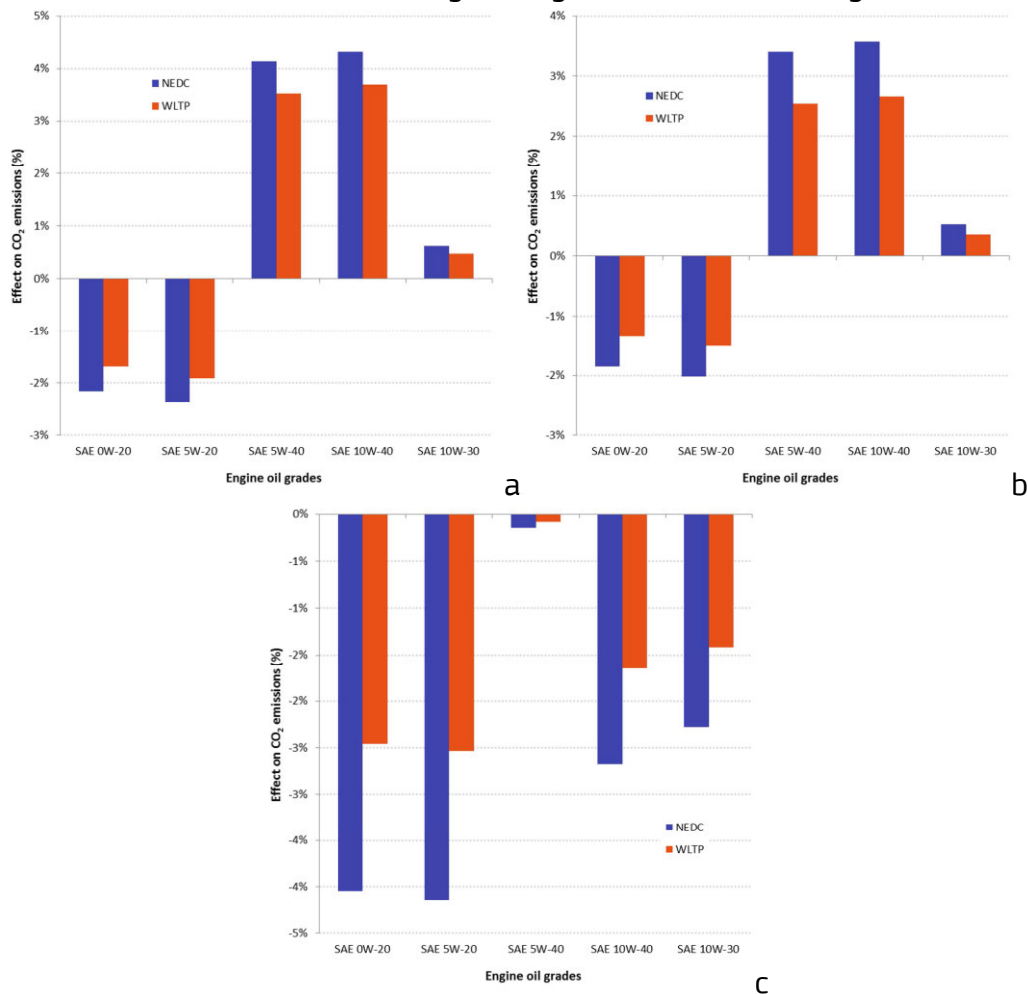 5%
4%
3%
2%
1%
0%
-1%
-2%
-3%
Effect on CO₂ emissions [%]
NEDC
WLTP
SAE 0W-20 SAE 5W-20 SAE 5W-40 SAE 10W-40 SAE 10W-30
Engine oil grades
a
4%
3%
2%
1%
0%
-1%
-2%
-3%
Effect on CO₂ emissions [%]
NEDC
WLTP
SAE 0W-20 SAE 5W-20 SAE 5W-40 SAE 10W-40 SAE 10W-30
Engine oil grades
b
0%
-1%
-1%
-2%
-2%
-3%
-3%
-4%
-4%
-5%
Effect on CO₂ emissions [%]
NEDC
WLTP
SAE 0W-20 SAE 5W-20 SAE 5W-40 SAE 10W-40 SAE 10W-30
Engine oil grades
c